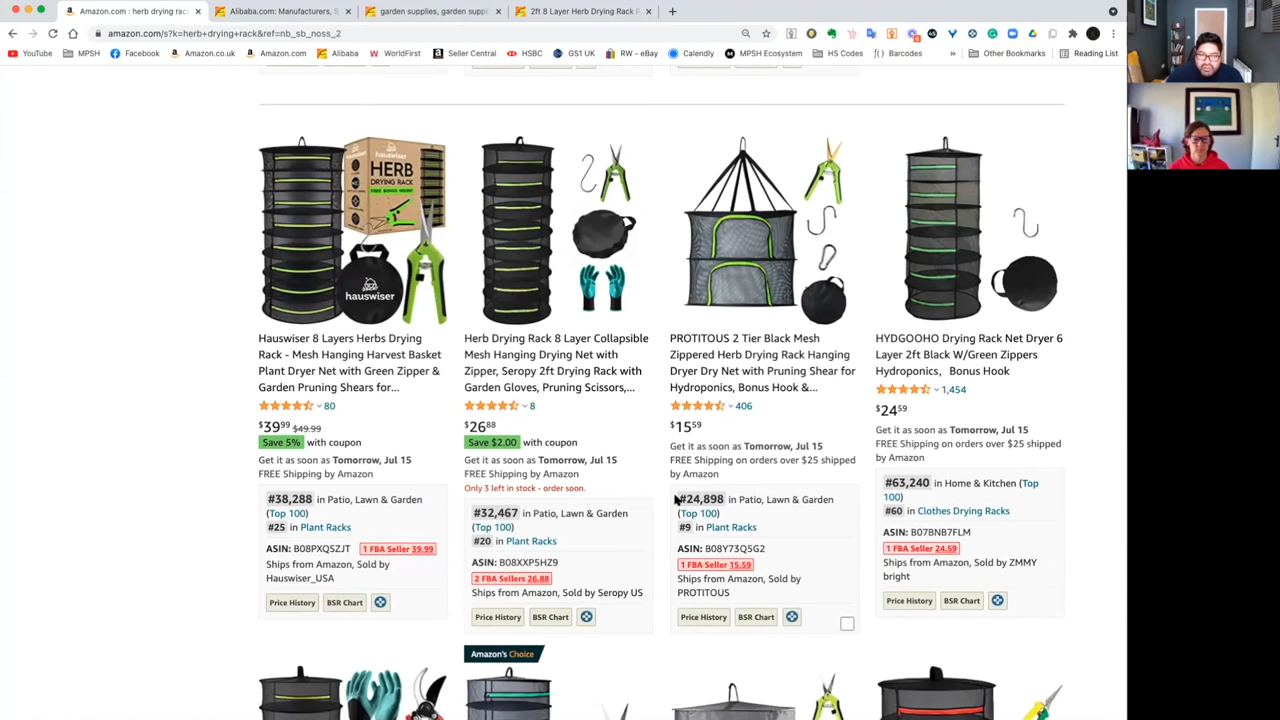 Amazon.com : herb drying rac
Alibaba.com: Manufacturers, S
garden supplies, garden suppl
2ft 8 Layer Herb Drying Rack P
amazon.com/s?k=herb+drying+rack&ref=nb_sb_noss_2
YouTube
MPSH
Facebook
Amazon.co.uk
Amazon.com
Alibaba
WorldFirst
Seller Central
HSBC
GS1 UK
RW - eBay
Calendly
MPSH Ecosystem
HS Codes
Barcodes
Other Bookmarks
Reading List
hauswiser
HERB
DRYING RACK
FREE BONUS INSIDE!
hauswiser
Hauswiser 8 Layers Herbs Drying
Rack - Mesh Hanging Harvest Basket
Plant Dryer Net with Green Zipper &
Garden Pruning Shears for...
80
$39.99 $49.99
Save 5% with coupon
Get it as soon as Tomorrow, Jul 15
FREE Shipping by Amazon
#38,288 in Patio, Lawn & Garden
(Top 100)
#25 in Plant Racks
ASIN: B08PXQSZJT 1 FBA Seller 39.99
Ships from Amazon, Sold by
Hauswiser_USA
Price History
BSR Chart
Herb Drying Rack 8 Layer Collapsible
Mesh Hanging Drying Net with
Zipper, Seropy 2ft Drying Rack with
Garden Gloves, Pruning Scissors,...
8
$26.88
Save $2.00 with coupon
Get it as soon as Tomorrow, Jul 15
FREE Shipping by Amazon
Only 3 left in stock - order soon.
#32,467 in Patio, Lawn & Garden
(Top 100)
#20 in Plant Racks
ASIN: B08XXP5HZ9
2 FBA Sellers 26.88
Ships from Amazon, Sold by Seropy US
Price History
BSR Chart
PROTITOUS 2 Tier Black Mesh
Zippered Herb Drying Rack Hanging
Dryer Dry Net with Pruning Shear for
Hydroponics, Bonus Hook &...
406
$15.59
Get it as soon as Tomorrow, Jul 15
FREE Shipping on orders over $25 shipped
by Amazon
#24,898 in Patio, Lawn & Garden
(Top 100)
#9 in Plant Racks
ASIN: B08Y73Q5G2
1 FBA Seller 15.59
Ships from Amazon, Sold by
PROTITOUS
Price History
BSR Chart
HYDGOOHO Drying Rack Net Dryer 6
Layer 2ft Black W/Green Zippers
Hydroponics, Bonus Hook
1,454
$24.59
Get it as soon as Tomorrow, Jul 15
FREE Shipping on orders over $25 shipped
by Amazon
#63,240 in Home & Kitchen (Top
100)
#60 in Clothes Drying Racks
ASIN: B07BNB7FLM
1 FBA Seller 24.59
Ships from Amazon, Sold by ZMMY
bright
Price History
BSR Chart
Amazon's Choice